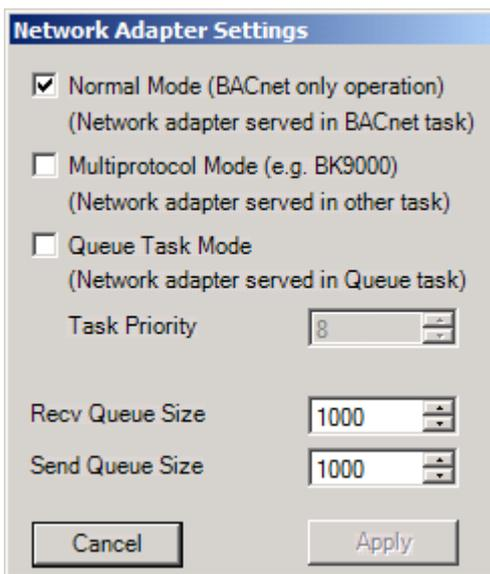 Network Adapter Settings
Normal Mode (BACnet only operation)
(Network adapter served in BACnet task)
Multiprotocol Mode (e.g. BK9000)
(Network adapter served in other task)
Queue Task Mode
(Network adapter served in Queue task)
Task Priority 8
Recv Queue Size 1000
Send Queue Size 1000
Cancel Apply